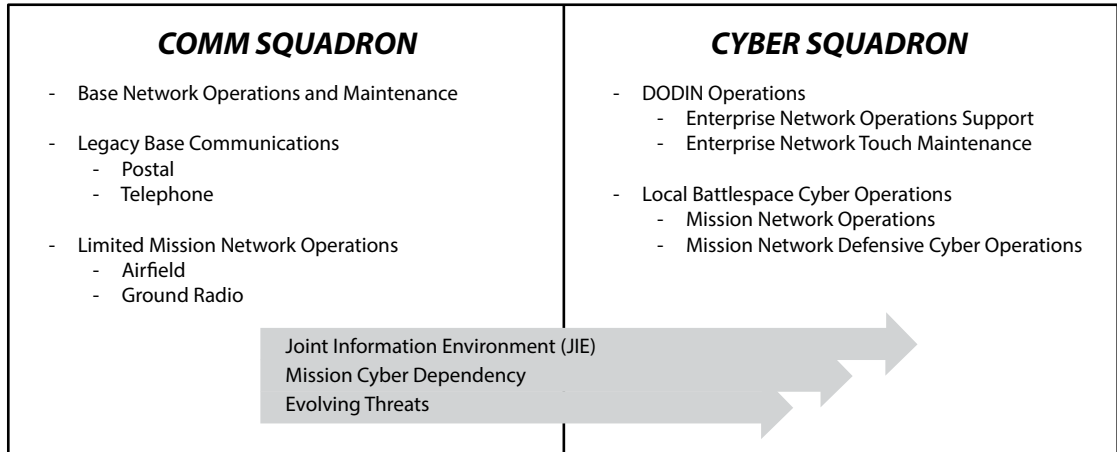 COMM SQUADRON
- Base Network Operations and Maintenance
- Legacy Base Communications
- Postal
- Telephone
- Limited Mission Network Operations
- Airfield
- Ground Radio
CYBER SQUADRON
- DODIN Operations
- Enterprise Network Operations Support
- Enterprise Network Touch Maintenance
- Local Battlespace Cyber Operations
- Mission Network Operations
- Mission Network Defensive Cyber Operations
Joint Information Environment (JIE)
Mission Cyber Dependency
Evolving Threats